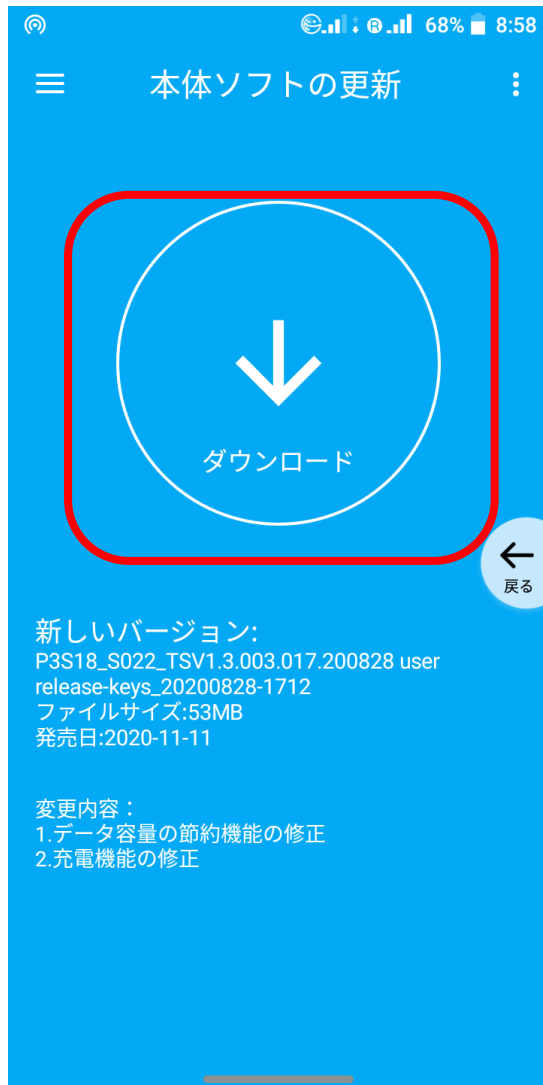 68% 8:58
本体ソフトの更新
ダウンロード
戻る
新しいバージョン:
P3S18_S022_TSV1.3.003.017.200828 user
release-keys_20200828-1712
ファイルサイズ:53MB
発売日:2020-11-11
変更内容：
1.データ容量の節約機能の修正
2.充電機能の修正